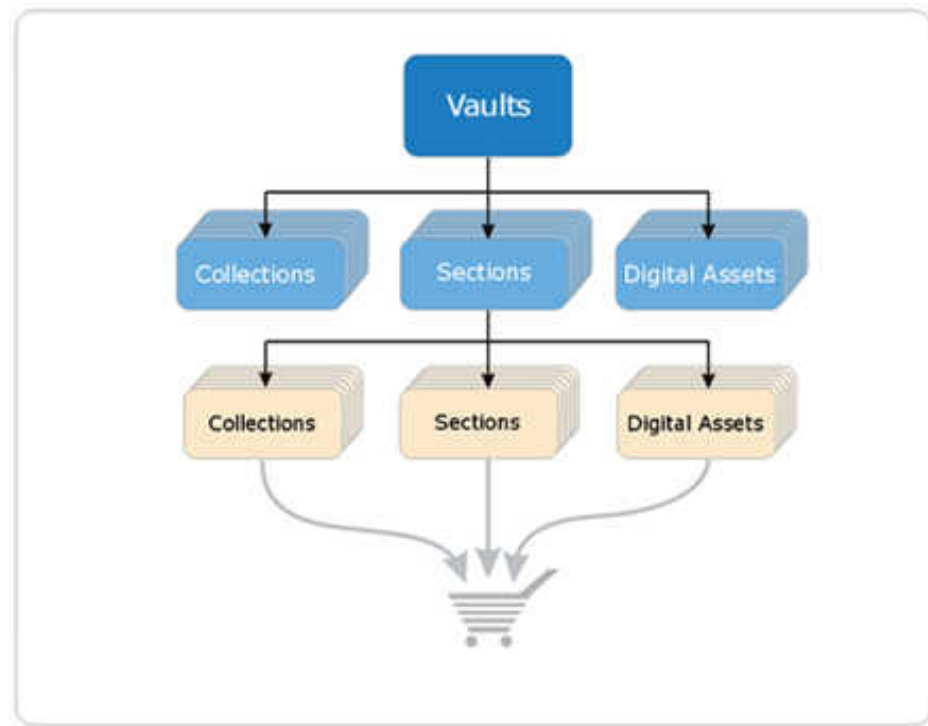 Vaults
Collections
Sections
Digital Assets
Collections
Sections
Digital Assets